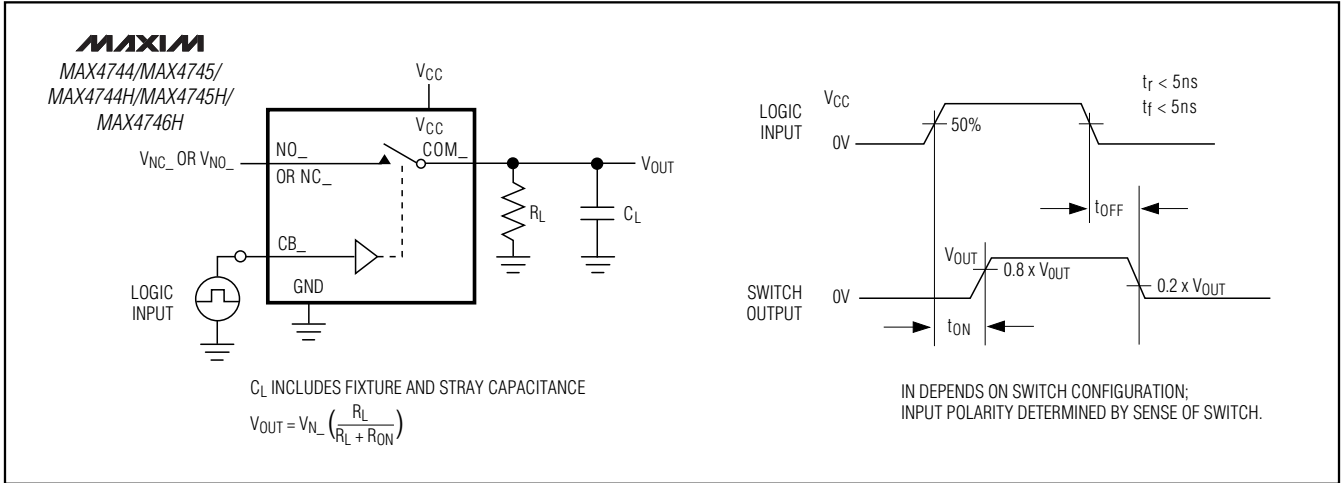 MAXIM
MAX4744/MAX4745/
MAX4744H/MAX4745H/
MAX4746H
VCC
VCC
VNC_ OR VNO_
NO_
OR NC_
COM_
VOUT
RL
CL
CB_
GND
LOGIC
INPUT
CL INCLUDES FIXTURE AND STRAY CAPACITANCE
VOUT = VN_ (RL / RL + RON)
LOGIC
INPUT
VCC
0V
50%
tr < 5ns
tf < 5ns
tOFF
SWITCH
OUTPUT
VOUT
0V
0.8 x VOUT
0.2 x VOUT
tON
IN DEPENDS ON SWITCH CONFIGURATION;
INPUT POLARITY DETERMINED BY SENSE OF SWITCH.